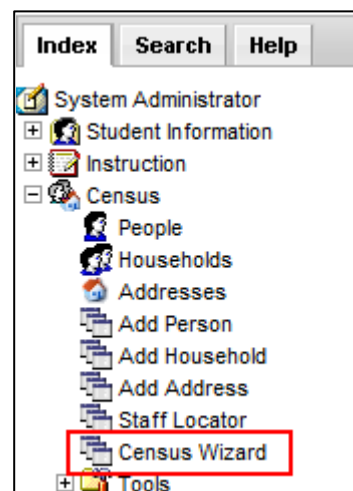 Index Search Help
System Administrator
Student Information
Instruction
Census
People
Households
Addresses
Add Person
Add Household
Add Address
Staff Locator
Census Wizard
Tools